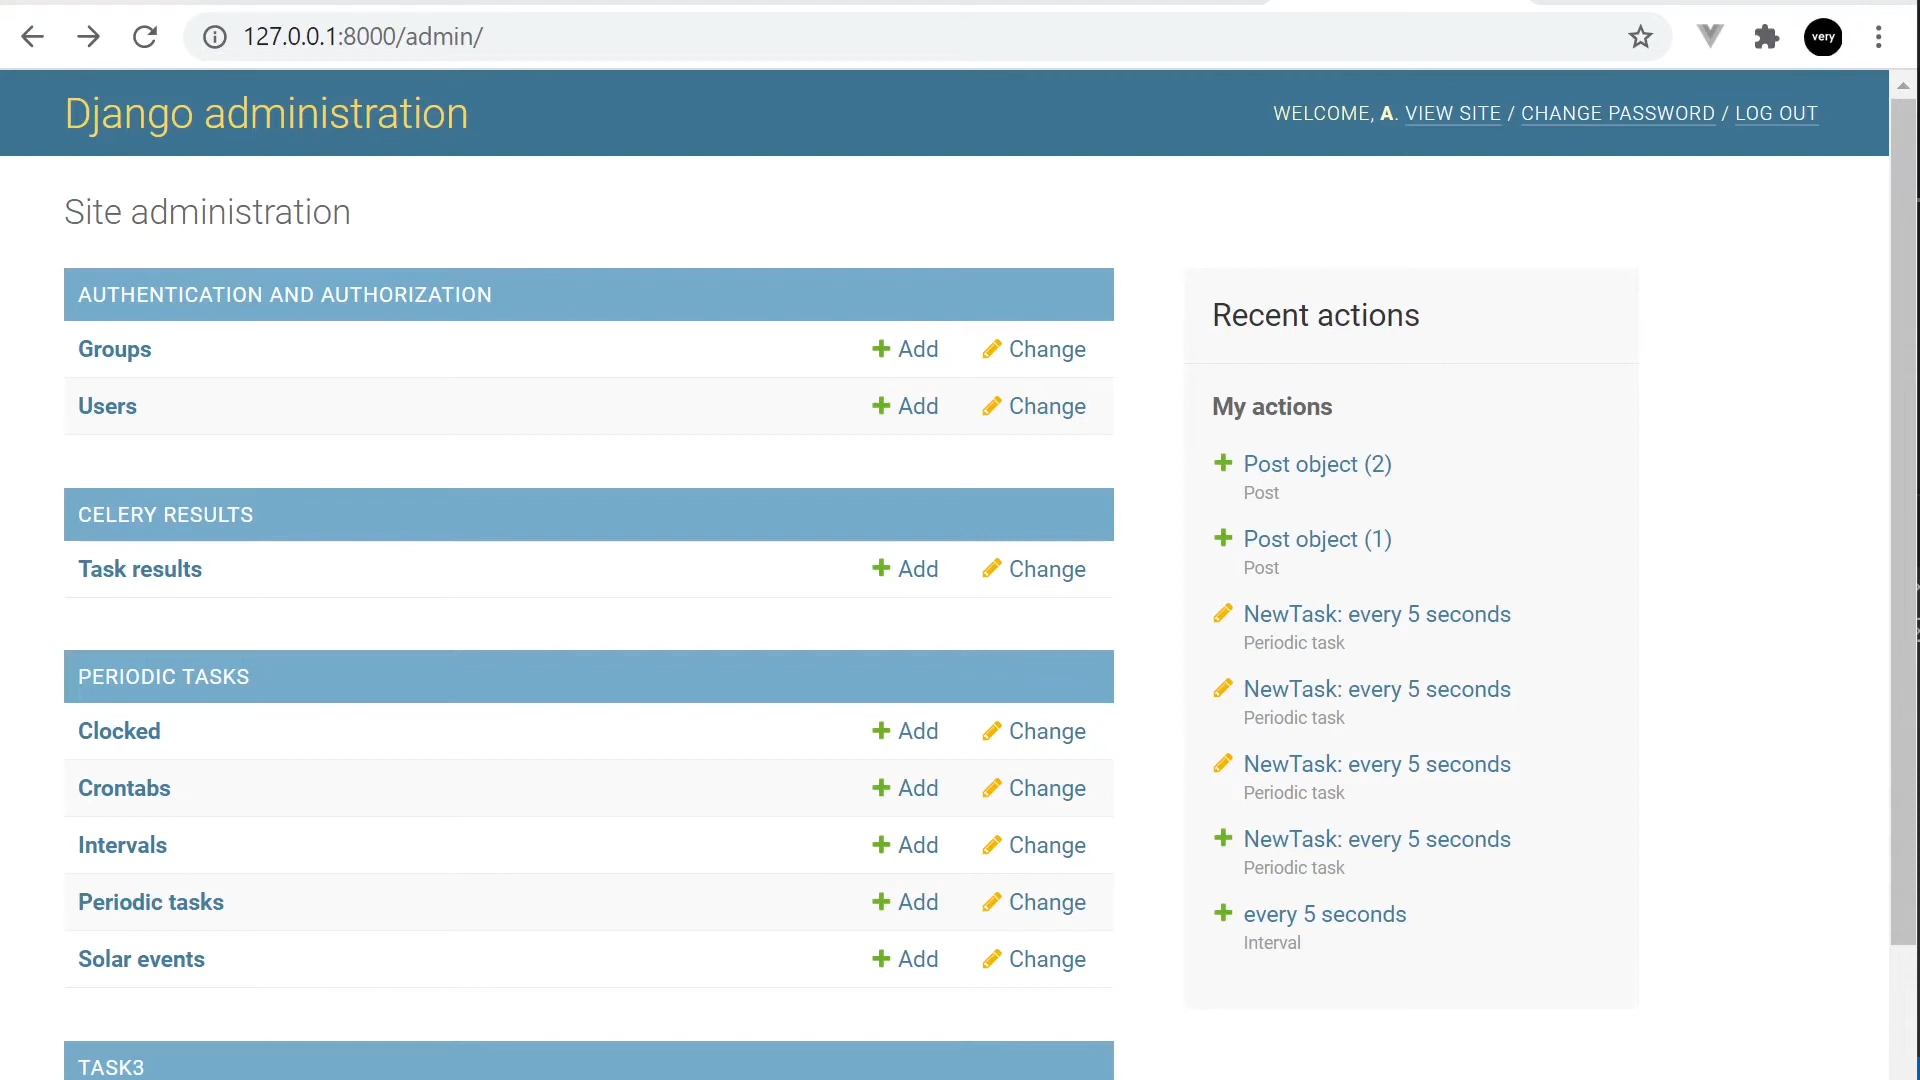 127.0.0.1:8000/admin/
very
Django administration
WELCOME, A. VIEW SITE / CHANGE PASSWORD / LOG OUT
Site administration
AUTHENTICATION AND AUTHORIZATION
Groups Add Change
Users Add Change
CELERY RESULTS
Task results Add Change
PERIODIC TASKS
Clocked Add Change
Crontabs Add Change
Intervals Add Change
Periodic tasks Add Change
Solar events Add Change
TASK3
Recent actions
My actions
Post object (2)
Post
Post object (1)
Post
NewTask: every 5 seconds
Periodic task
NewTask: every 5 seconds
Periodic task
NewTask: every 5 seconds
Periodic task
NewTask: every 5 seconds
Periodic task
every 5 seconds
Interval